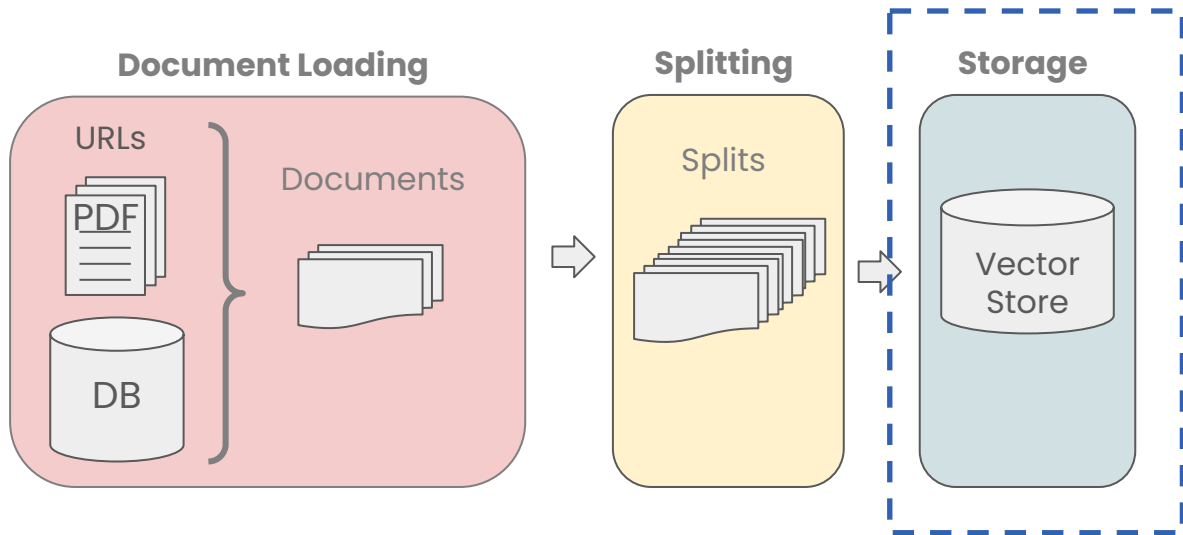 Document Loading
URLs
PDF
DB
Documents
Splitting
Splits
Storage
Vector
Store